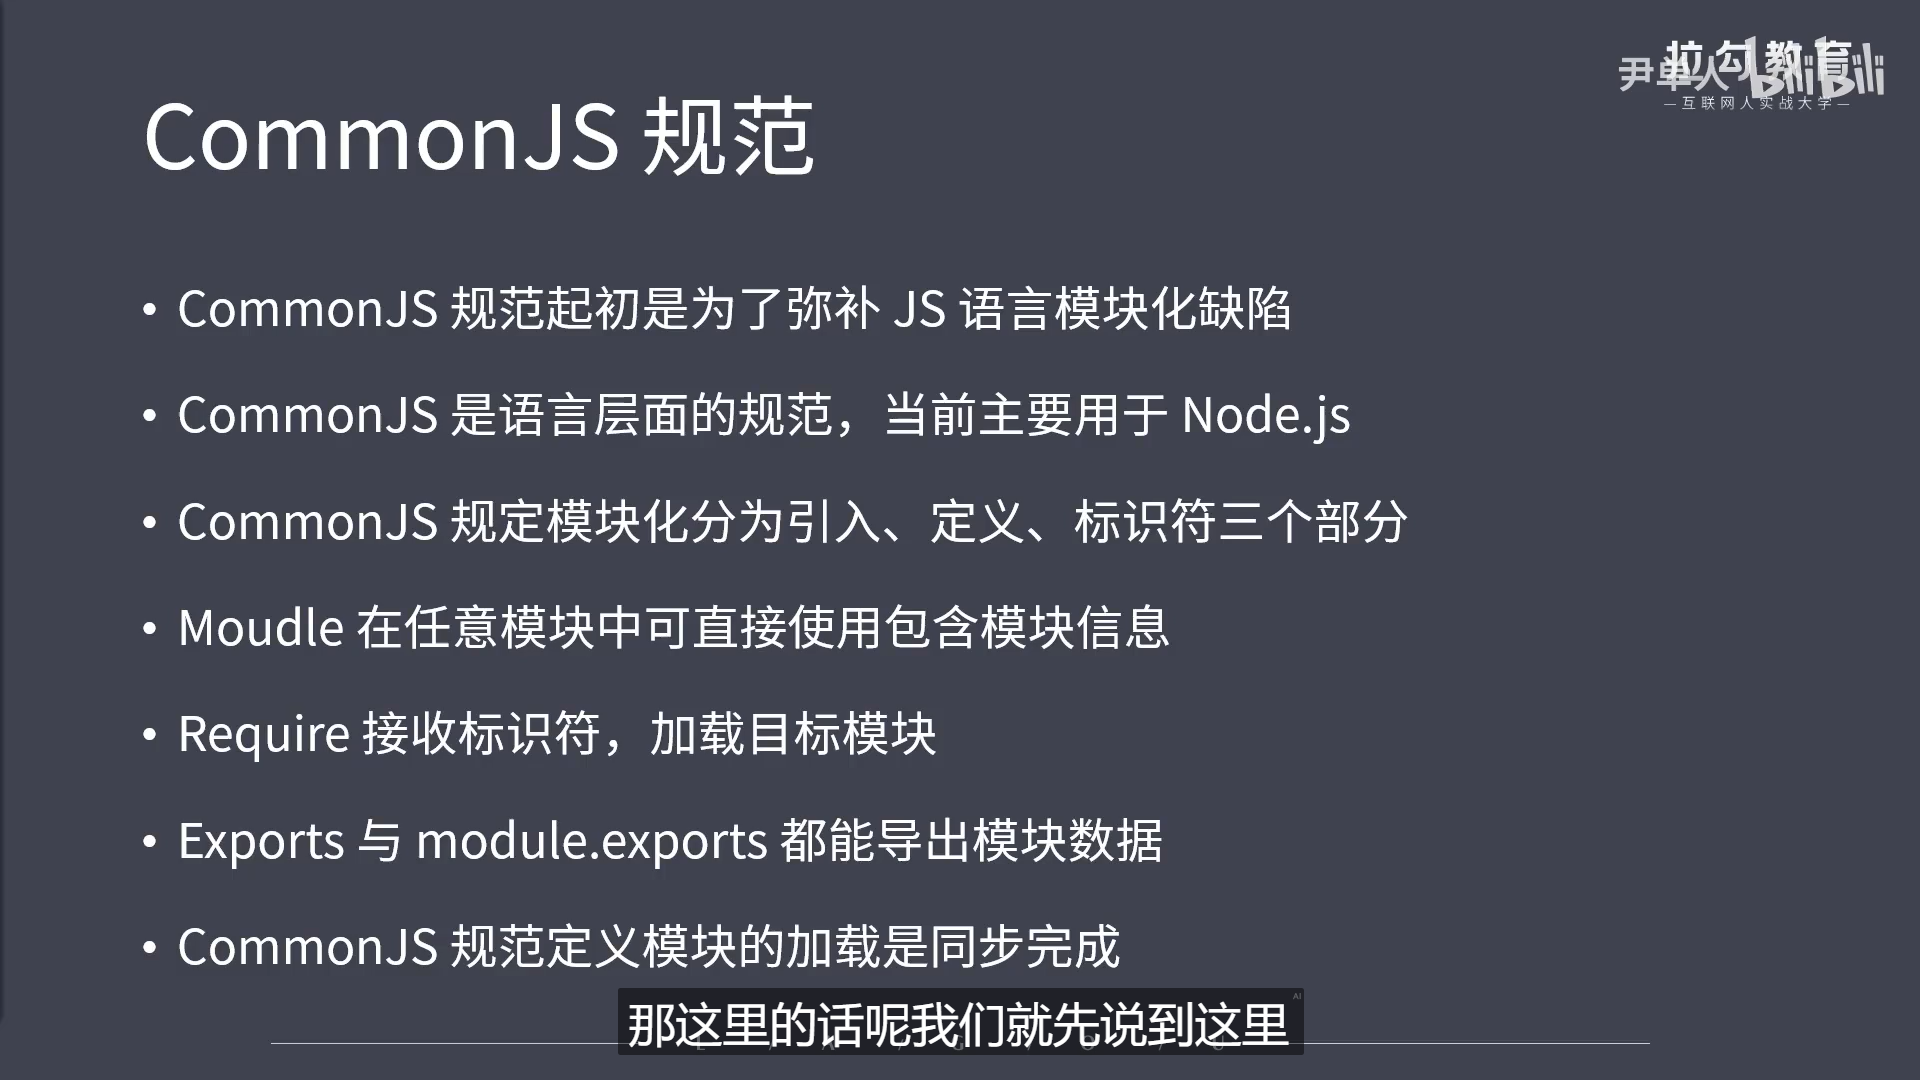 拉勾教育
尹单人 bilibili
—互联网人实战大学—
CommonJS 规范
• CommonJS 规范起初是为了弥补 JS 语言模块化缺陷
• CommonJS 是语言层面的规范，当前主要用于 Node.js
• CommonJS 规定模块化分为引入、定义、标识符三个部分
• Moudle 在任意模块中可直接使用包含模块信息
• Require 接收标识符，加载目标模块
• Exports 与 module.exports 都能导出模块数据
• CommonJS 规范定义模块的加载是同步完成
AI
那这里的话呢我们就先说到这里
L / A / G / O / U